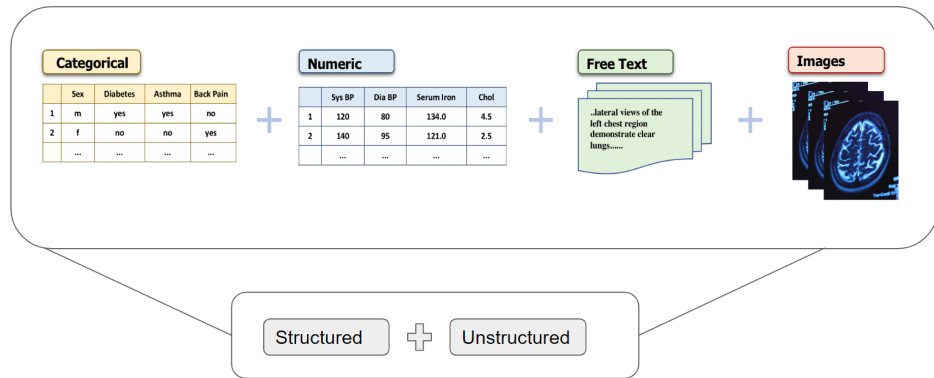 Categorical
Sex Diabetes Asthma Back Pain
1 m yes yes no
2 f no no yes
... ... ... ...
Numeric
Sys BP Dia BP Serum Iron Chol
1 120 80 134.0 4.5
2 140 95 121.0 2.5
... ... ... ...
Free Text
..lateral views of the
left chest region
demonstrate clear
lungs......
Images
Structured
Unstructured